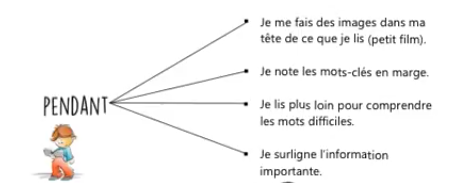 Je me fais des images dans ma
tête de ce que je lis (petit film).
Je note les mots-clés en marge.
PENDANT
Je lis plus loin pour comprendre
les mots difficiles.
Je surligne l'information
importante.